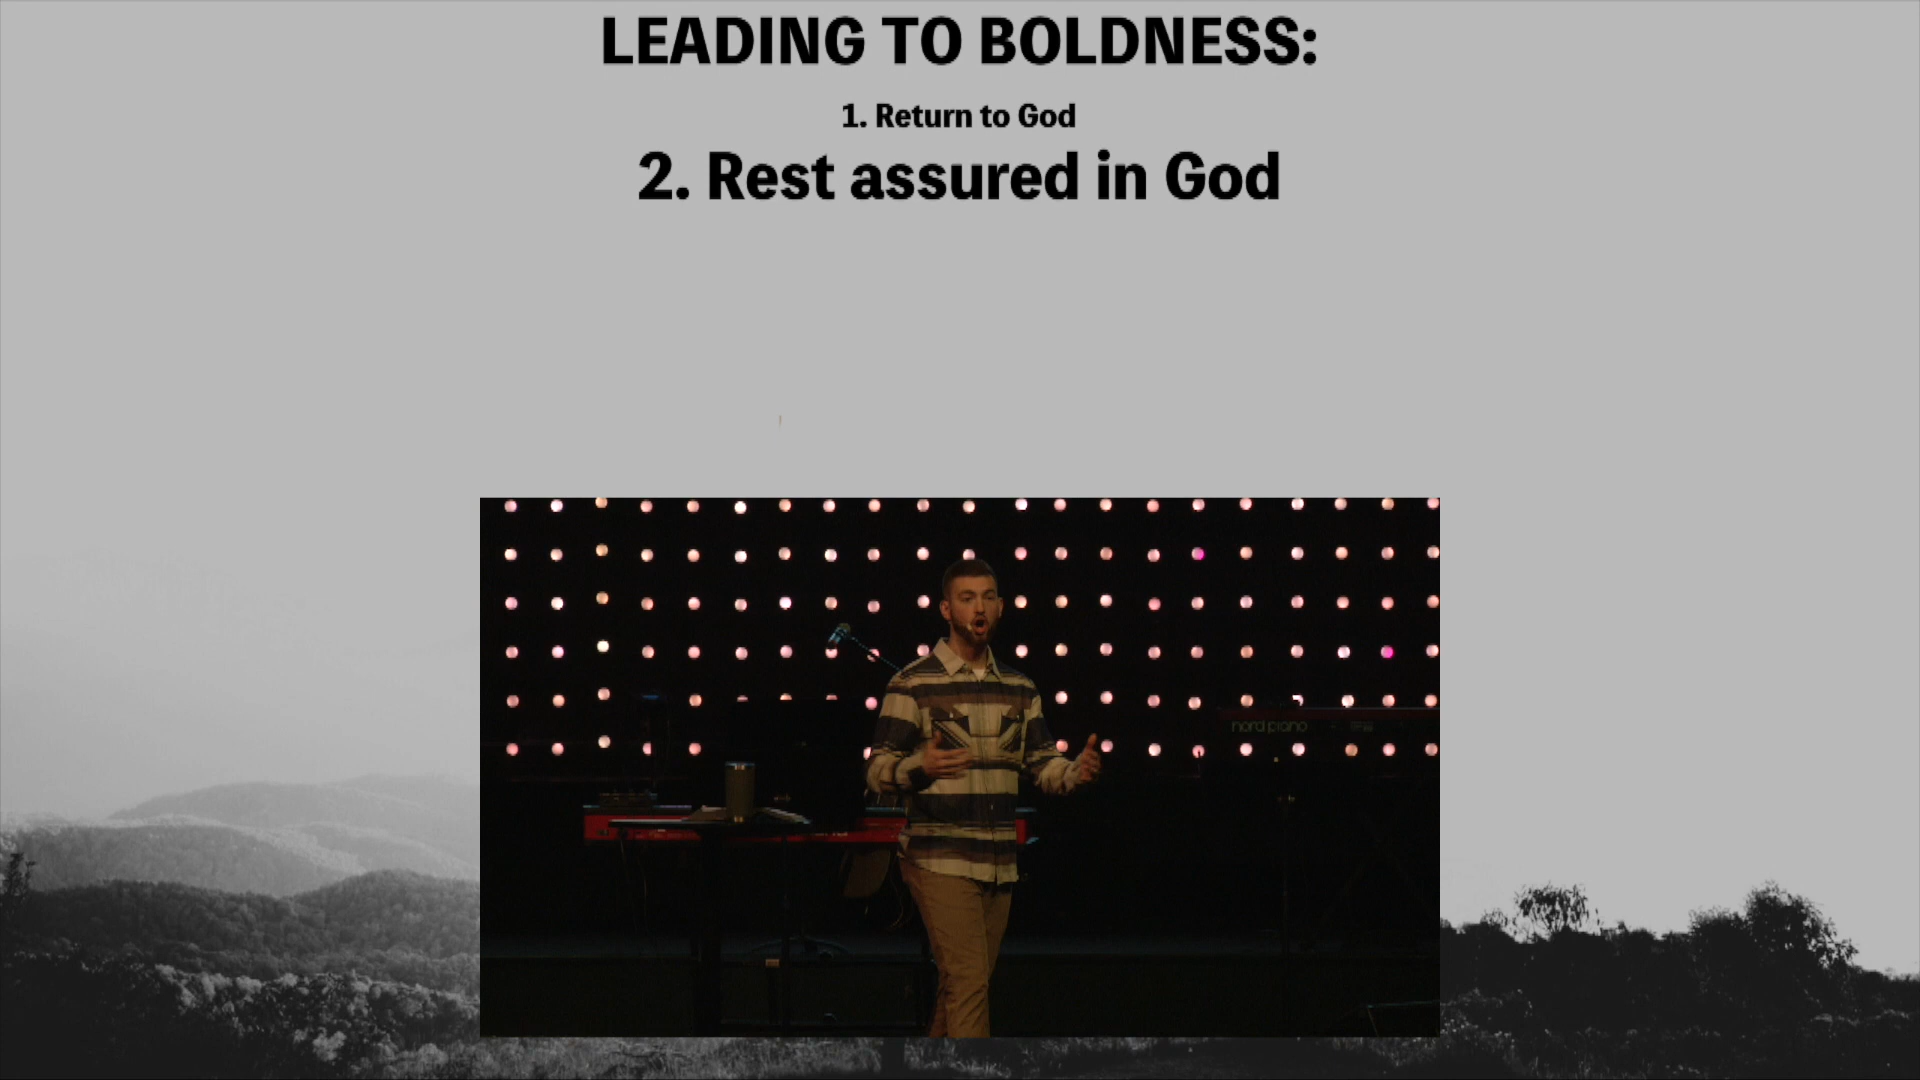 LEADING TO BOLDNESS:
1. Return to God
2. Rest assured in God
nord piano